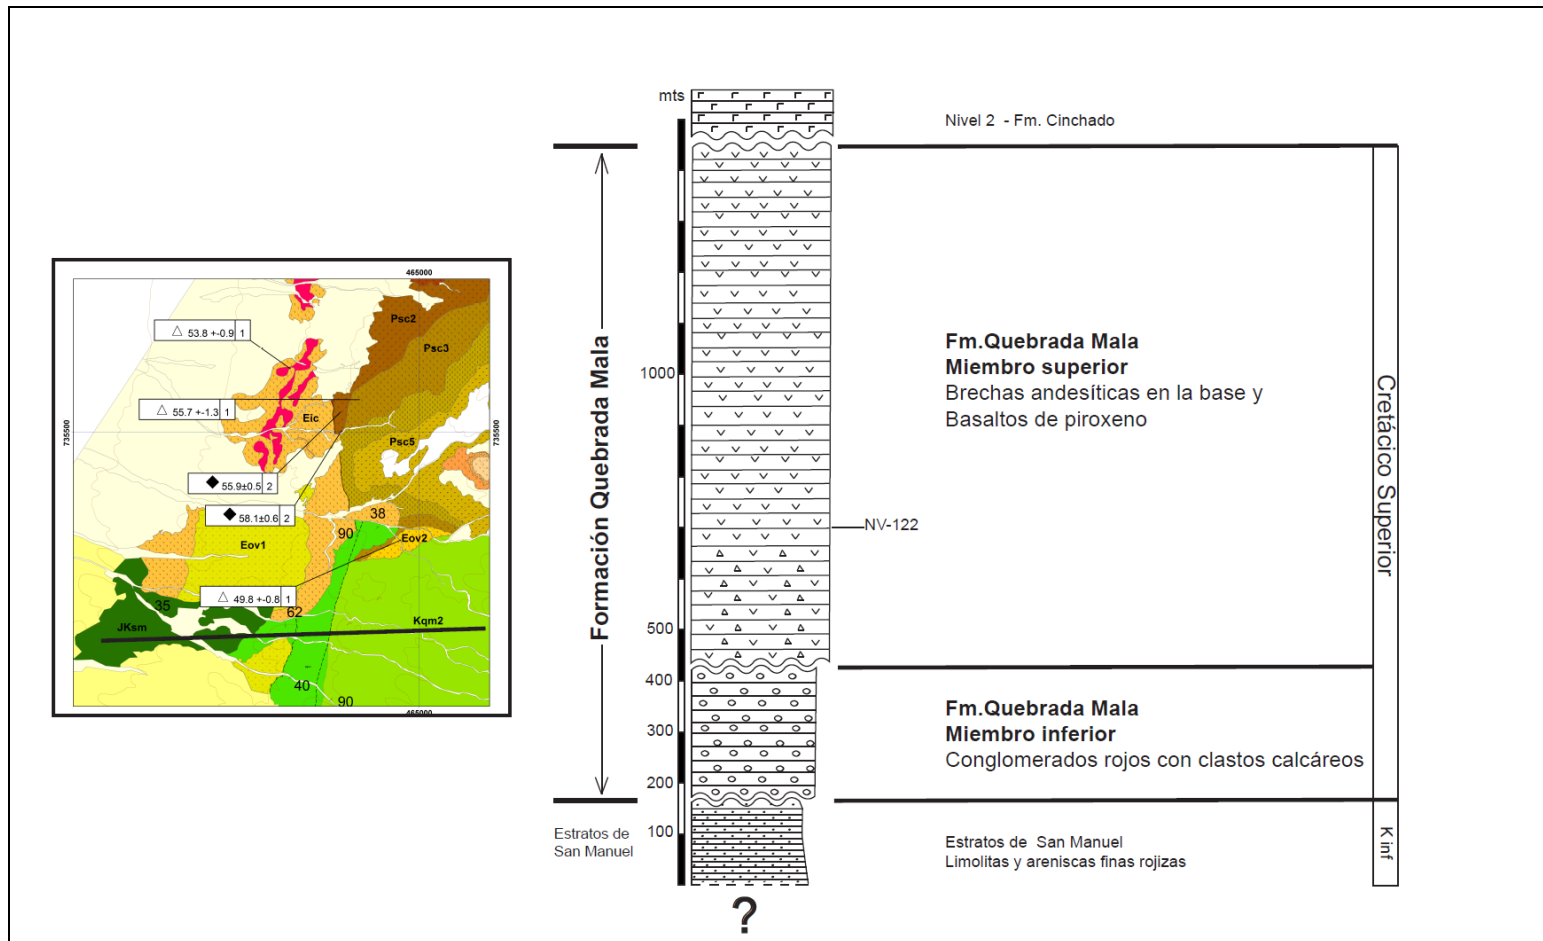 465000
735500
735500
465000
Psc2
△ 53.8 +-0.9 1
Psc3
△ 55.7 +-1.3 1
Eic
Psc5
◆ 55.9±0.5 2
◆ 58.1±0.6 2
38
90
Eov1
Eov2
△ 49.8 +-0.8 1
35
62
JKsm
Kqm2
40
90
mts
1000
500
400
300
200
100
Formación Quebrada Mala
Estratos de
San Manuel
?
NV-122
Nivel 2 - Fm. Cinchado
Fm.Quebrada Mala
Miembro superior
Brechas andesíticas en la base y
Basaltos de piroxeno
Fm.Quebrada Mala
Miembro inferior
Conglomerados rojos con clastos calcáreos
Estratos de San Manuel
Limolitas y areniscas finas rojizas
Cretácico Superior
K inf